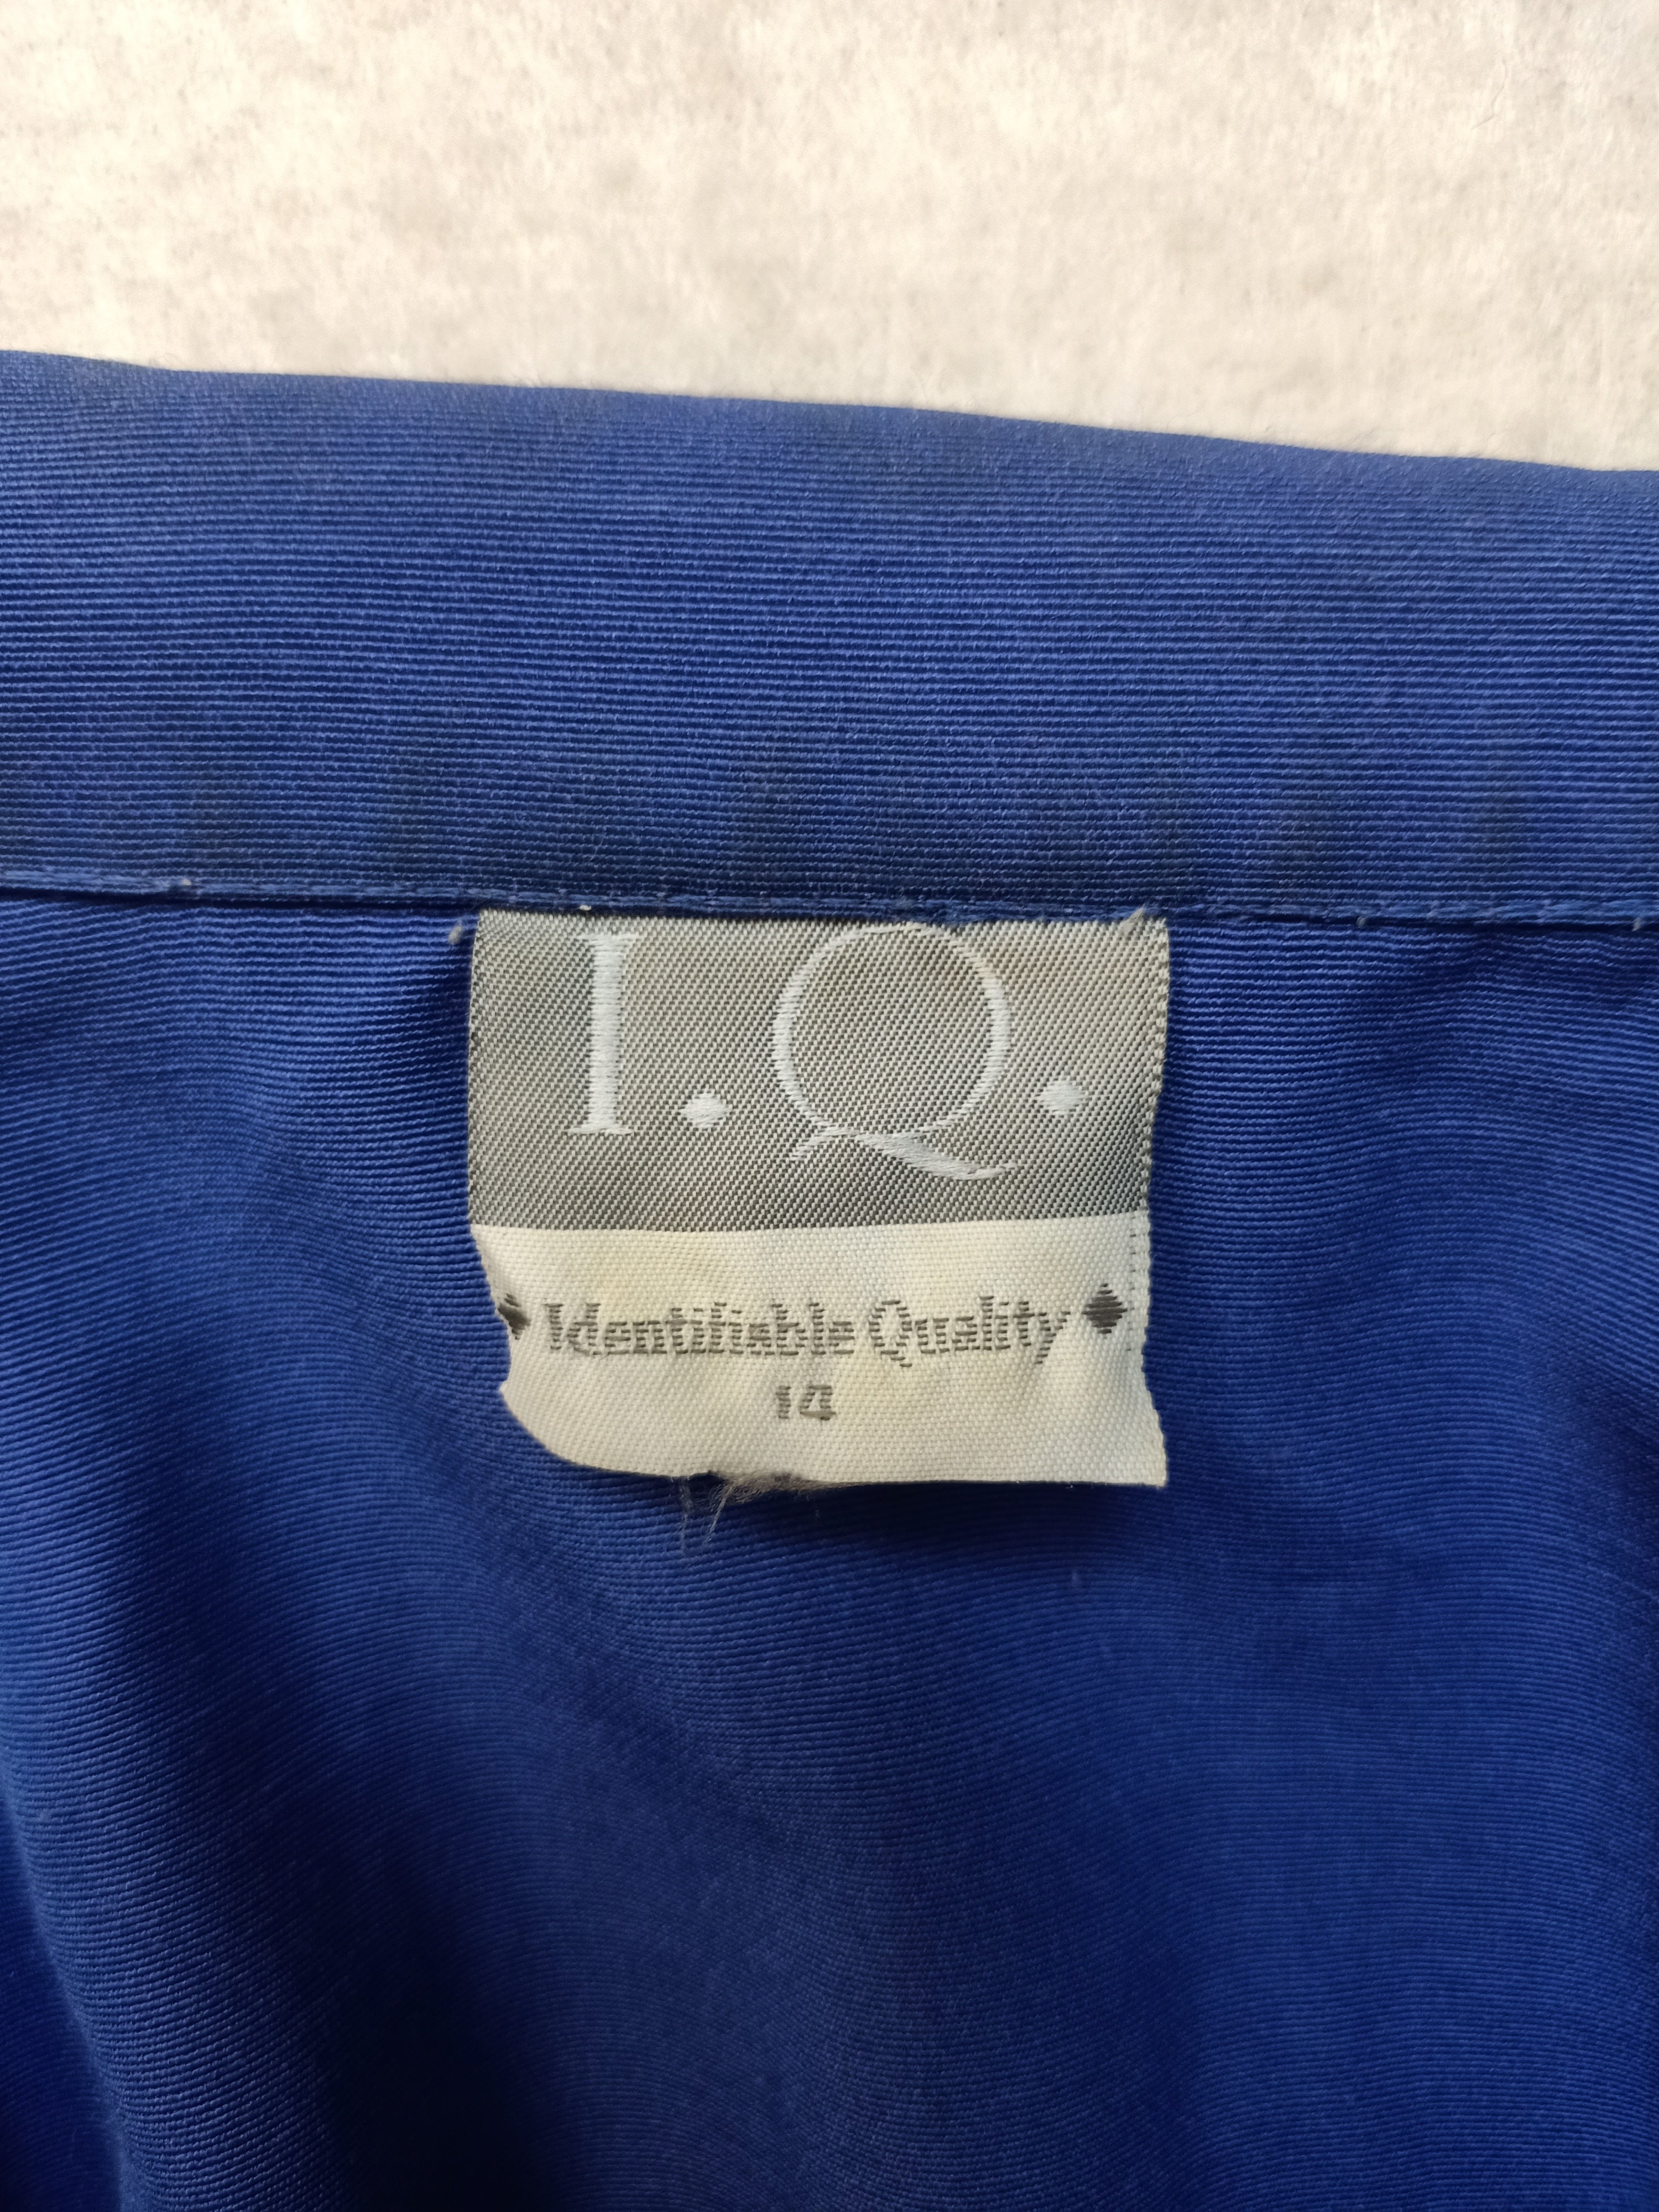 I.Q.
Identifiable Quality
14